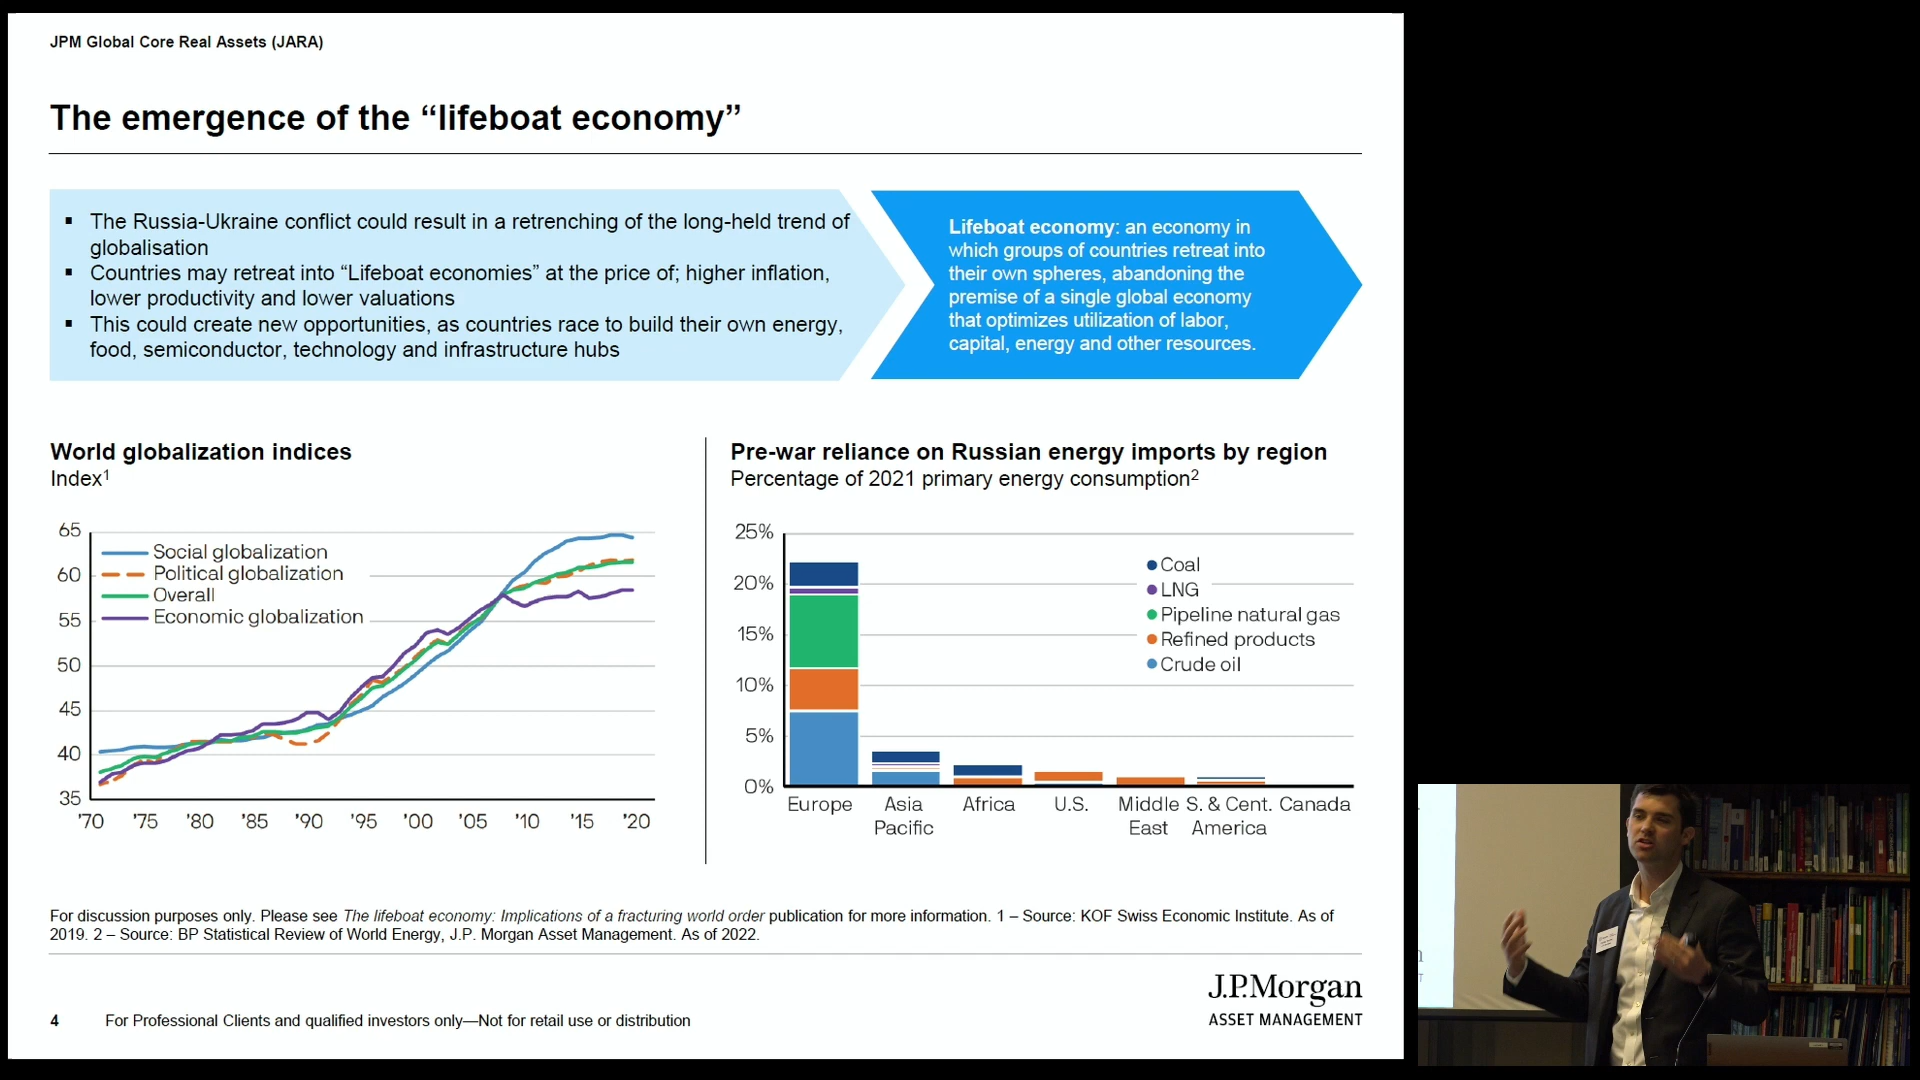 JPM Global Core Real Assets (JARA)
The emergence of the “lifeboat economy”
▪ The Russia-Ukraine conflict could result in a retrenching of the long-held trend of
globalisation
▪ Countries may retreat into “Lifeboat economies” at the price of; higher inflation,
lower productivity and lower valuations
▪ This could create new opportunities, as countries race to build their own energy,
food, semiconductor, technology and infrastructure hubs
Lifeboat economy: an economy in
which groups of countries retreat into
their own spheres, abandoning the
premise of a single global economy
that optimizes utilization of labor,
capital, energy and other resources.
World globalization indices
Index¹
65
60
55
50
45
40
35
Social globalization
Political globalization
Overall
Economic globalization
'70 '75 '80 '85 '90 '95 '00 '05 '10 '15 '20
Pre-war reliance on Russian energy imports by region
Percentage of 2021 primary energy consumption²
25%
20%
15%
10%
5%
0%
Coal
LNG
Pipeline natural gas
Refined products
Crude oil
Europe Asia Africa U.S. Middle S. & Cent. Canada
Pacific East America
For discussion purposes only. Please see The lifeboat economy: Implications of a fracturing world order publication for more information. 1 – Source: KOF Swiss Economic Institute. As of
2019. 2 – Source: BP Statistical Review of World Energy, J.P. Morgan Asset Management. As of 2022.
J.P.Morgan
ASSET MANAGEMENT
4 For Professional Clients and qualified investors only—Not for retail use or distribution